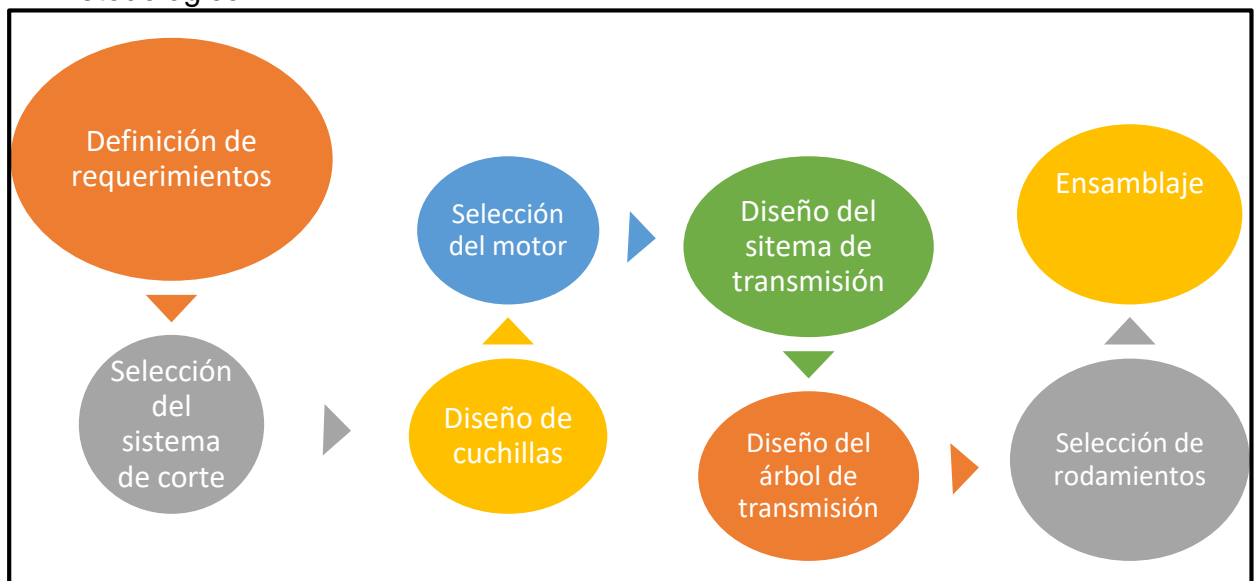 Definición de
requerimientos
Selección
del
sistema
de corte
Diseño de
cuchillas
Selección
del motor
Diseño del
sitema de
transmisión
Diseño del
árbol de
transmisión
Selección de
rodamientos
Ensamblaje